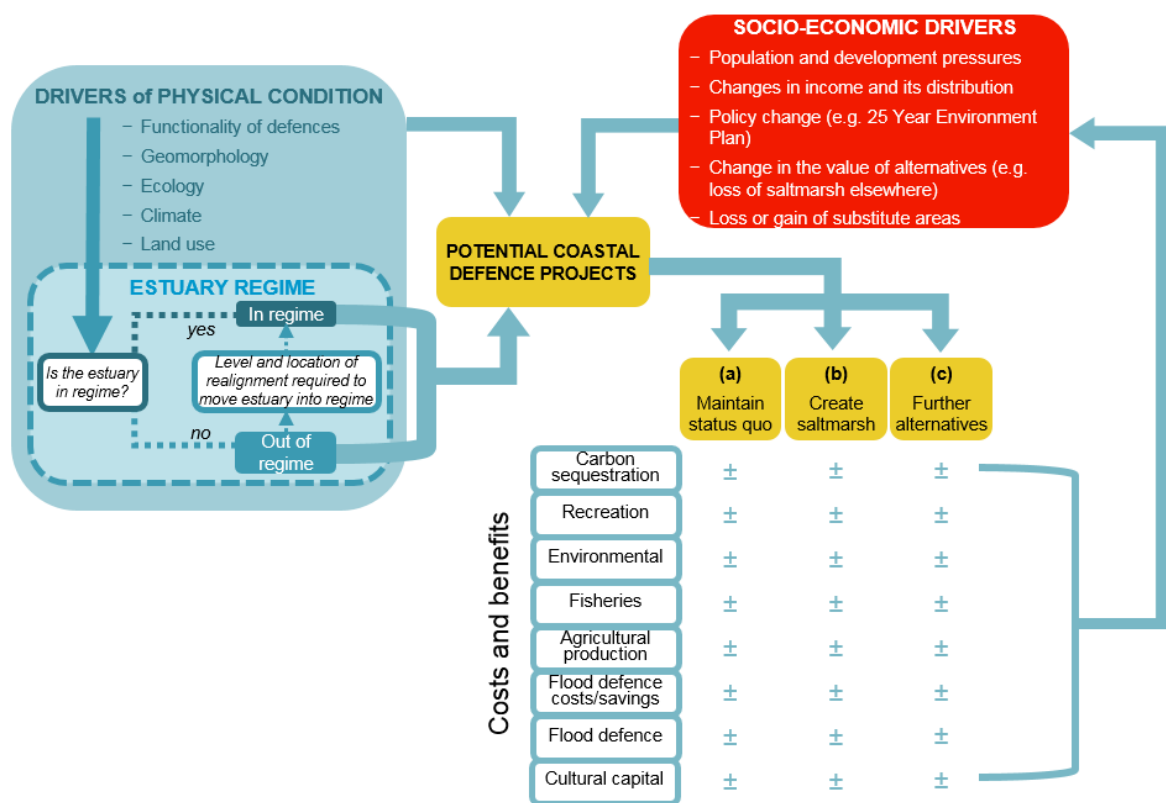 SOCIO-ECONOMIC DRIVERS
− Population and development pressures
− Changes in income and its distribution
− Policy change (e.g. 25 Year Environment
Plan)
− Change in the value of alternatives (e.g.
loss of saltmarsh elsewhere)
− Loss or gain of substitute areas
DRIVERS of PHYSICAL CONDITION
− Functionality of defences
− Geomorphology
− Ecology
− Climate
− Land use
ESTUARY REGIME
In regime
yes
Is the estuary
in regime?
Level and location of
realignment required to
move estuary into regime
no
Out of
regime
POTENTIAL COASTAL
DEFENCE PROJECTS
(a)
Maintain
status quo
(b)
Create
saltmarsh
(c)
Further
alternatives
Costs and benefits
Carbon
sequestration
± ± ±
Recreation
± ± ±
Environmental
± ± ±
Fisheries
± ± ±
Agricultural
production
± ± ±
Flood defence
costs/savings
± ± ±
Flood defence
± ± ±
Cultural capital
± ± ±